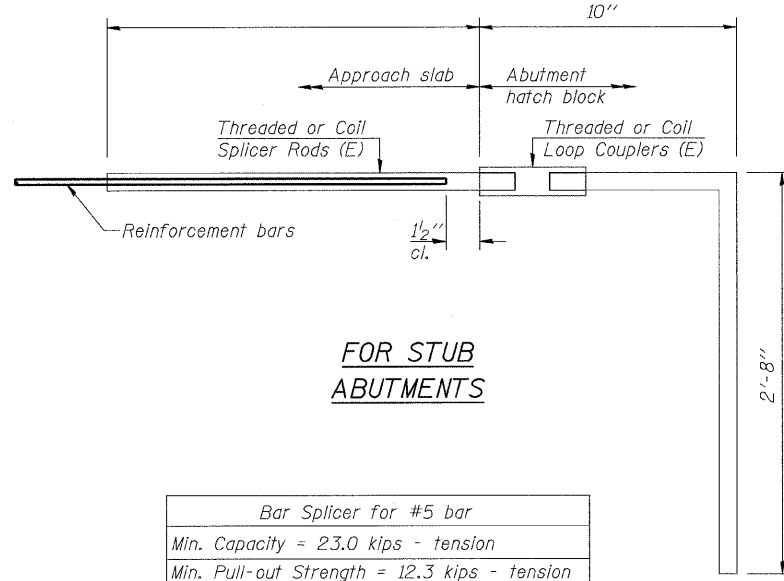 10"
Approach slab
Abutment
hatch block
Threaded or Coil
Splicer Rods (E)
Threaded or Coil
Loop Couplers (E)
Reinforcement bars
1½"
cl.
FOR STUB
ABUTMENTS
2'-8"
Bar Splicer for #5 bar
Min. Capacity = 23.0 kips - tension
Min. Pull-out Strength = 12.3 kips - tension